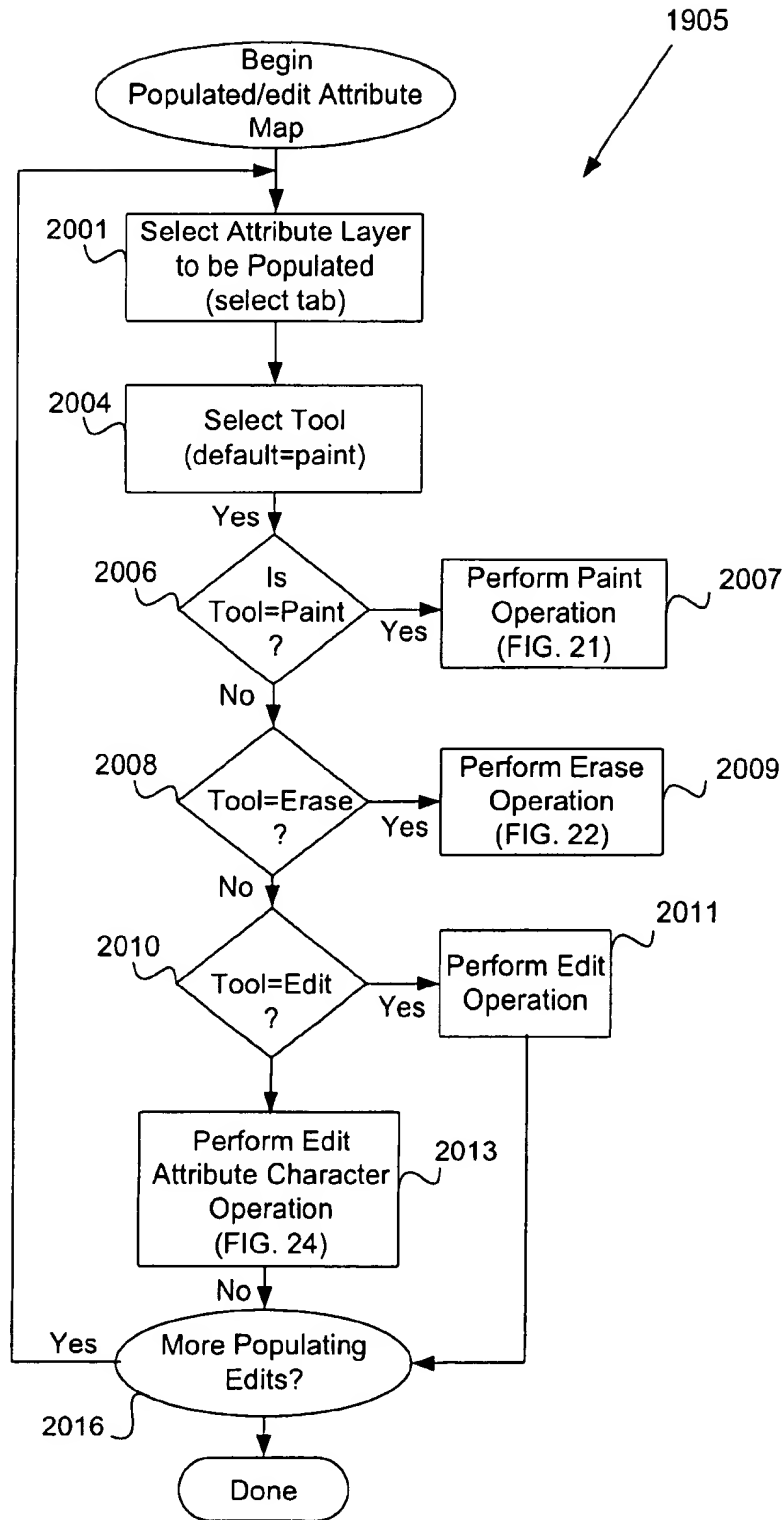 1905
Begin
Populated/edit Attribute
Map
2001
Select Attribute Layer
to be Populated
(select tab)
2004
Select Tool
(default=paint)
Yes
2006
Is
Tool=Paint
?
Yes
Perform Paint
Operation
(FIG. 21)
2007
No
2008
Tool=Erase
?
Yes
Perform Erase
Operation
(FIG. 22)
2009
No
2010
Tool=Edit
?
Yes
Perform Edit
Operation
2011
Perform Edit
Attribute Character
Operation
(FIG. 24)
2013
No
Yes
More Populating
Edits?
2016
Done